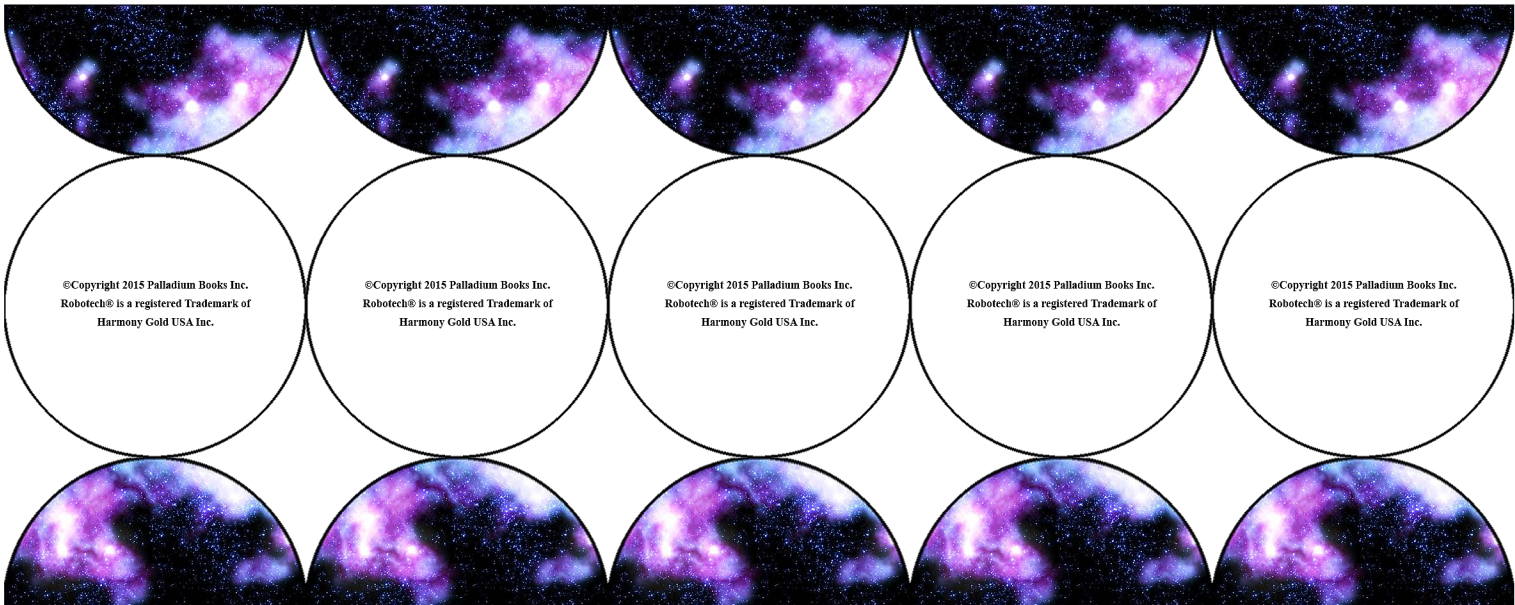 ©Copyright 2015 Palladium Books Inc.
Robotech® is a registered Trademark of
Harmony Gold USA Inc.
©Copyright 2015 Palladium Books Inc.
Robotech® is a registered Trademark of
Harmony Gold USA Inc.
©Copyright 2015 Palladium Books Inc.
Robotech® is a registered Trademark of
Harmony Gold USA Inc.
©Copyright 2015 Palladium Books Inc.
Robotech® is a registered Trademark of
Harmony Gold USA Inc.
©Copyright 2015 Palladium Books Inc.
Robotech® is a registered Trademark of
Harmony Gold USA Inc.